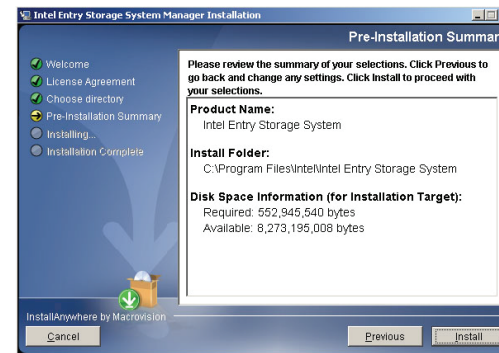 Intel Entry Storage System Manager Installation
Pre-Installation Summar
Welcome
License Agreement
Choose directory
Pre-Installation Summary
Installing...
Installation Complete
Please review the summary of your selections. Click Previous to
go back and change any settings. Click Install to proceed with
your selections.
Product Name:
Intel Entry Storage System
Install Folder:
C:\Program Files\Intel\Intel Entry Storage System
Disk Space Information (for Installation Target):
Required: 552,945,540 bytes
Available: 8,273,195,008 bytes
InstallAnywhere by Macrovision
Cancel
Previous
Install